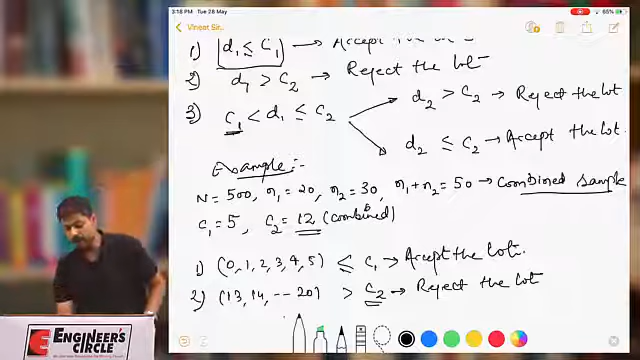 3:18 PM Tue 28 May
65%
Vineet Sir...
1) d1 ≤ C1 → Accept the
2) d1 > C2 → Reject the lot
3) C1 < d1 ≤ C2
d2 > C2 → Reject the lot
d2 ≤ C2 → Accept the lot.
Example:-
N = 500, n1 = 20, n2 = 30, n1 + n2 = 50 → Combined sample
C1 = 5, C2 = 12 (combined)
1) (0, 1, 2, 3, 4, 5) ≤ C1 → Accept the lot.
2) (13, 14, --- 20) > C2 → Reject the lot
ENGINEER'S
CIRCLE